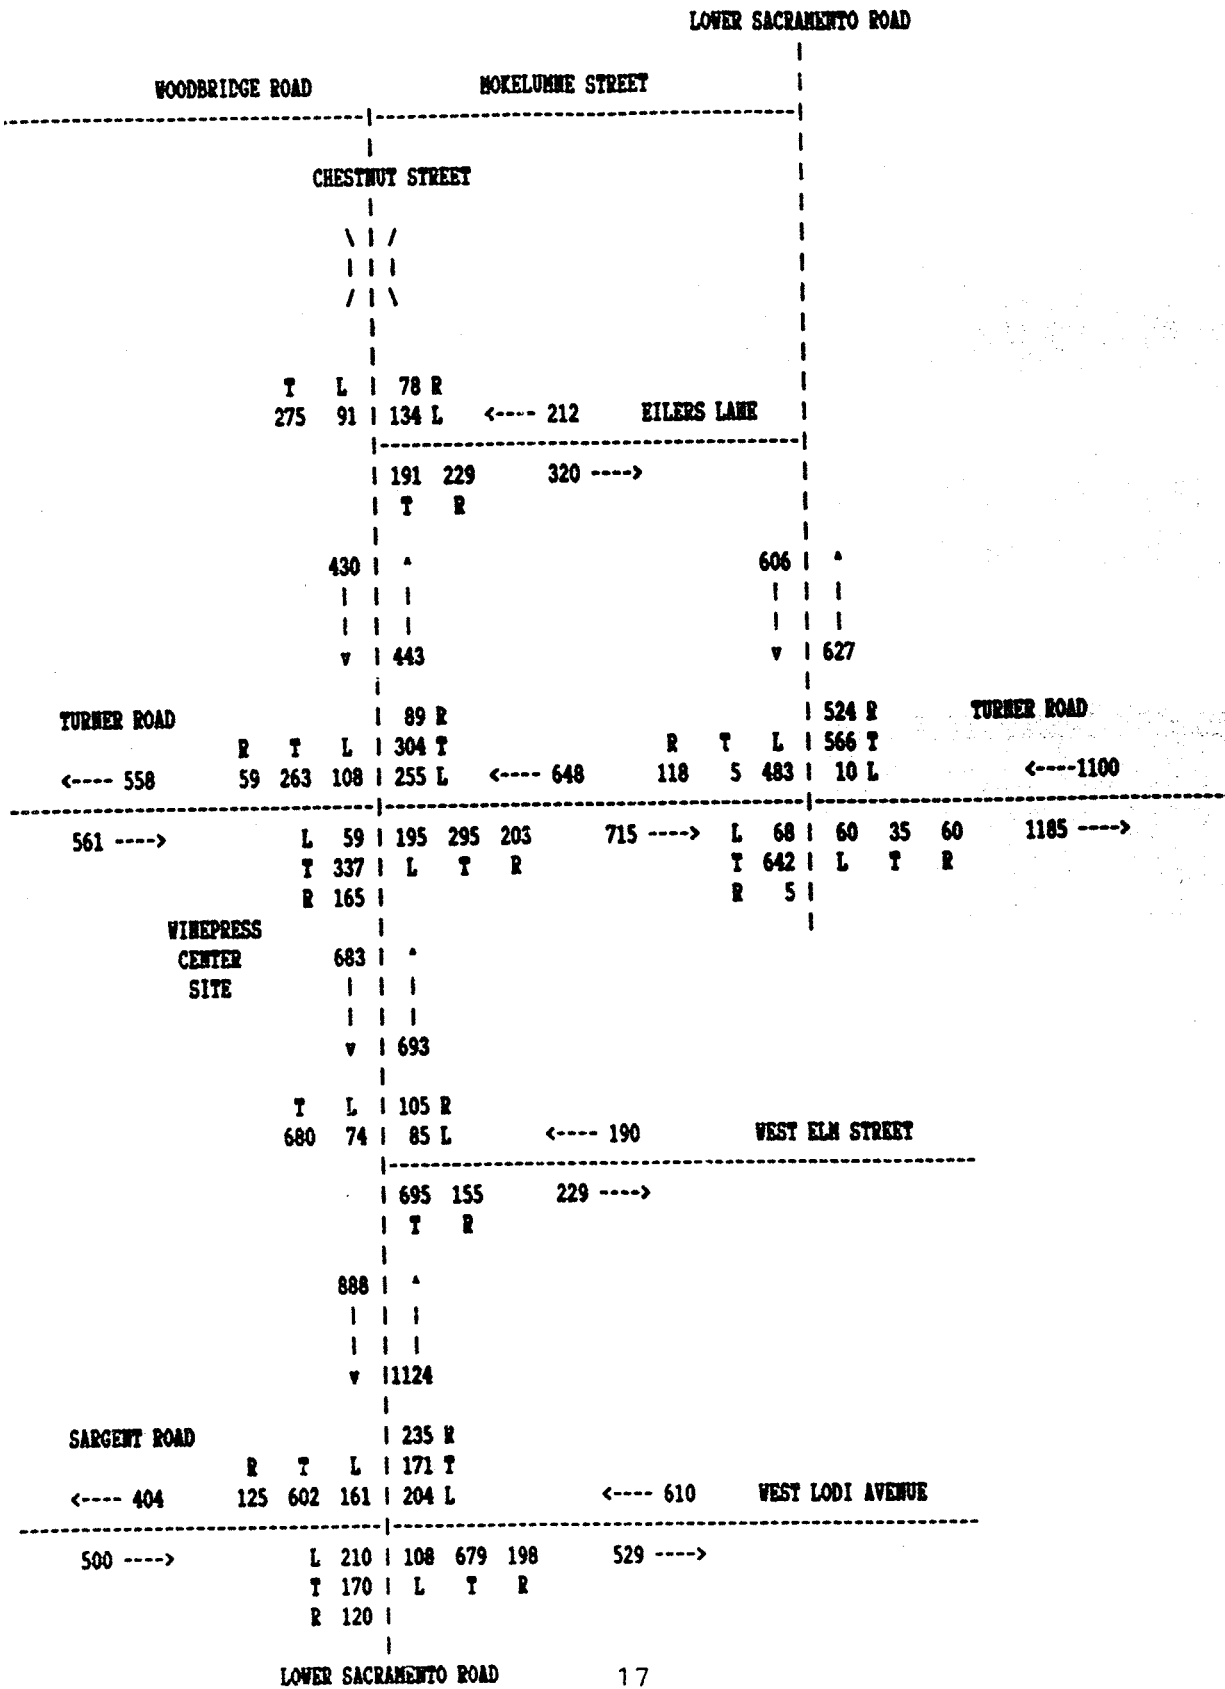 LOWER SACRAMENTO ROAD
WOODBRIDGE ROAD MOKELUMNE STREET
CHESTNUT STREET
T L 78 R
275 91 134 L <---- 212 EILERS LANE
191 229 320 ---->
T R
430 606
443 627
89 R 524 R
TURNER ROAD TURNER ROAD
R T L 304 T R T L 566 T
<---- 558 59 263 108 255 L <---- 648 118 5 483 10 L <----1100
561 ----> L 59 195 295 203 715 ----> L 68 60 35 60 1185 ---->
T 337 L T R T 642 L T R
R 165 R 5
WINEPRESS
CENTER 683
SITE
693
T L 105 R
680 74 85 L <---- 190 WEST ELM STREET
695 155 229 ---->
T R
888
1124
235 R
SARGENT ROAD
R T L 171 T
<---- 404 125 602 161 204 L <---- 610 WEST LODI AVENUE
500 ----> L 210 108 679 198 529 ---->
T 170 L T R
R 120
LOWER SACRAMENTO ROAD 17